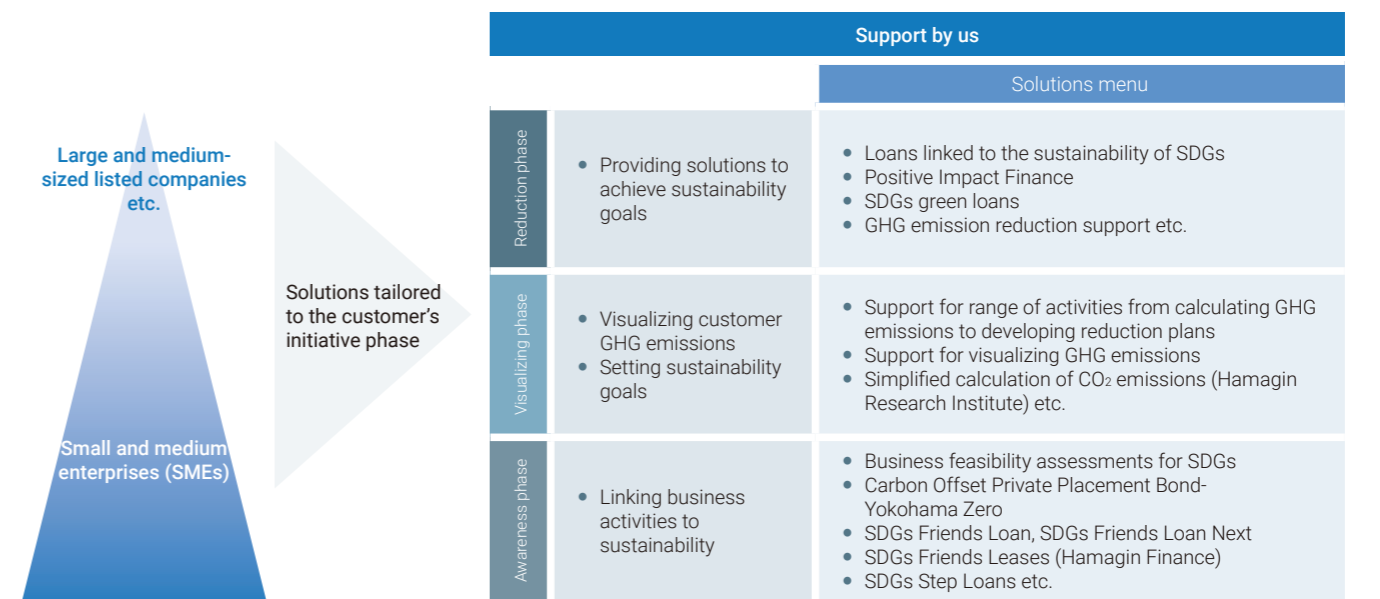 Support by us
Solutions menu
Large and medium-
sized listed companies
etc.
Small and medium
enterprises (SMEs)
Solutions tailored
to the customer's
initiative phase
Reduction phase
• Providing solutions to
achieve sustainability
goals
• Loans linked to the sustainability of SDGs
• Positive Impact Finance
• SDGs green loans
• GHG emission reduction support etc.
Visualizing phase
• Visualizing customer
GHG emissions
• Setting sustainability
goals
• Support for range of activities from calculating GHG
emissions to developing reduction plans
• Support for visualizing GHG emissions
• Simplified calculation of CO₂ emissions (Hamagin
Research Institute) etc.
Awareness phase
• Linking business
activities to
sustainability
• Business feasibility assessments for SDGs
• Carbon Offset Private Placement Bond-
Yokohama Zero
• SDGs Friends Loan, SDGs Friends Loan Next
• SDGs Friends Leases (Hamagin Finance)
• SDGs Step Loans etc.